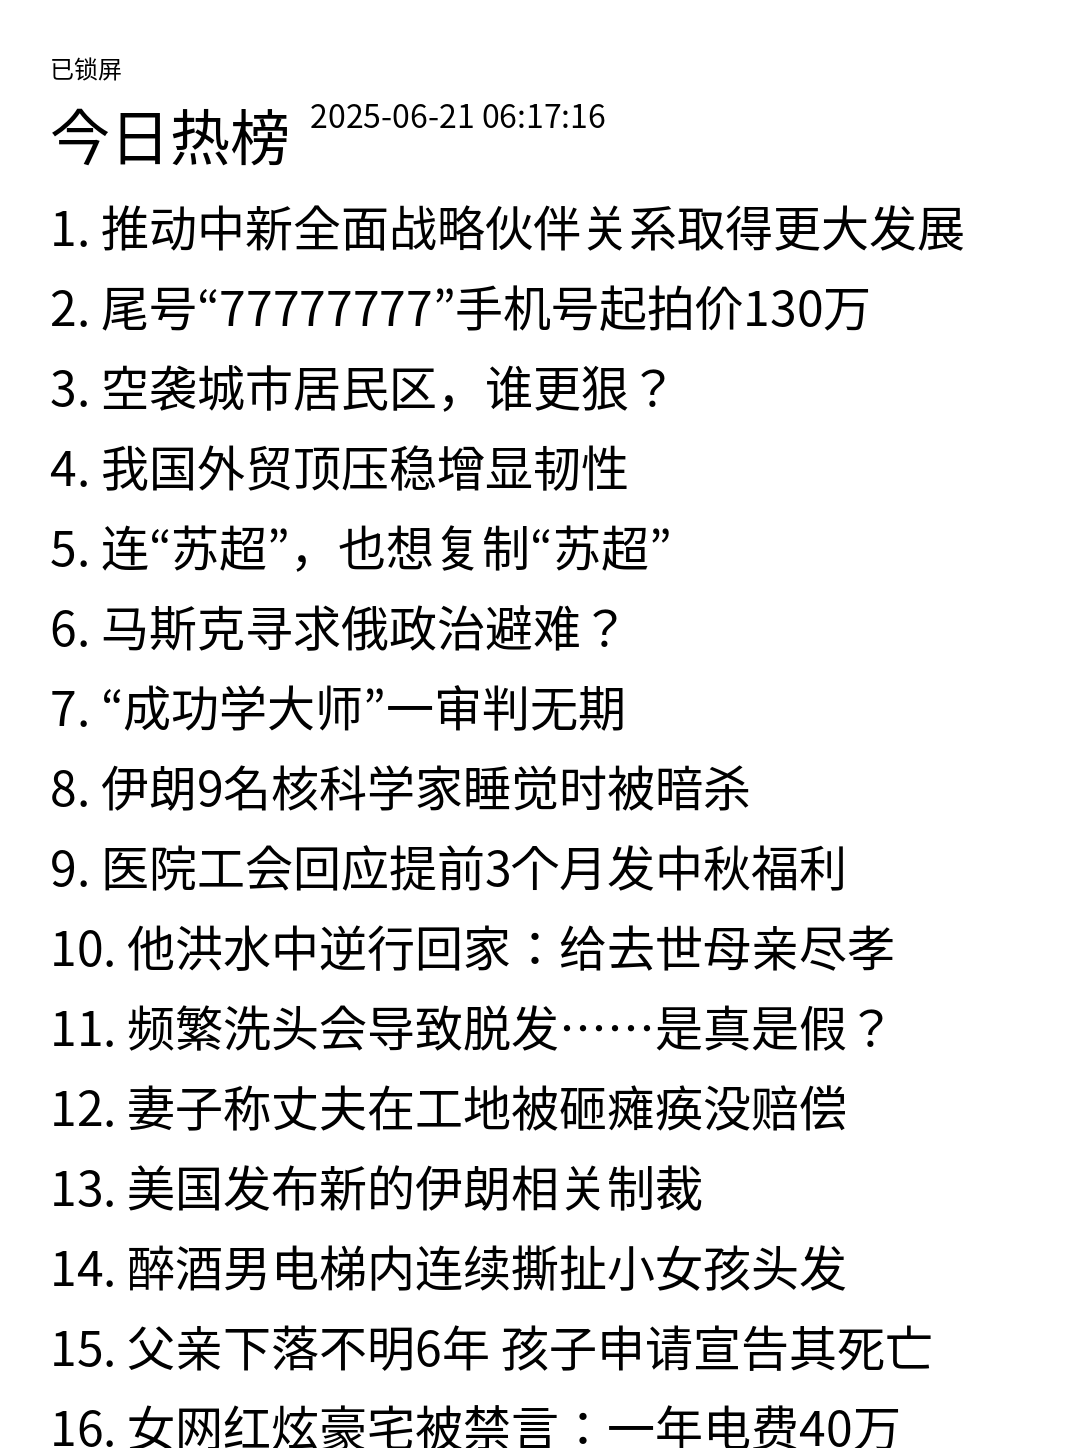 已锁屏
今日热榜 2025-06-21 06:17:16
1. 推动中新全面战略伙伴关系取得更大发展
2. 尾号“77777777”手机号起拍价130万
3. 空袭城市居民区，谁更狠？
4. 我国外贸顶压稳增显韧性
5. 连“苏超”，也想复制“苏超”
6. 马斯克寻求俄政治避难？
7. “成功学大师”一审判无期
8. 伊朗9名核科学家睡觉时被暗杀
9. 医院工会回应提前3个月发中秋福利
10. 他洪水中逆行回家：给去世母亲尽孝
11. 频繁洗头会导致脱发……是真是假？
12. 妻子称丈夫在工地被砸瘫痪没赔偿
13. 美国发布新的伊朗相关制裁
14. 醉酒男电梯内连续撕扯小女孩头发
15. 父亲下落不明6年 孩子申请宣告其死亡
16. 女网红炫豪宅被禁言：一年电费40万